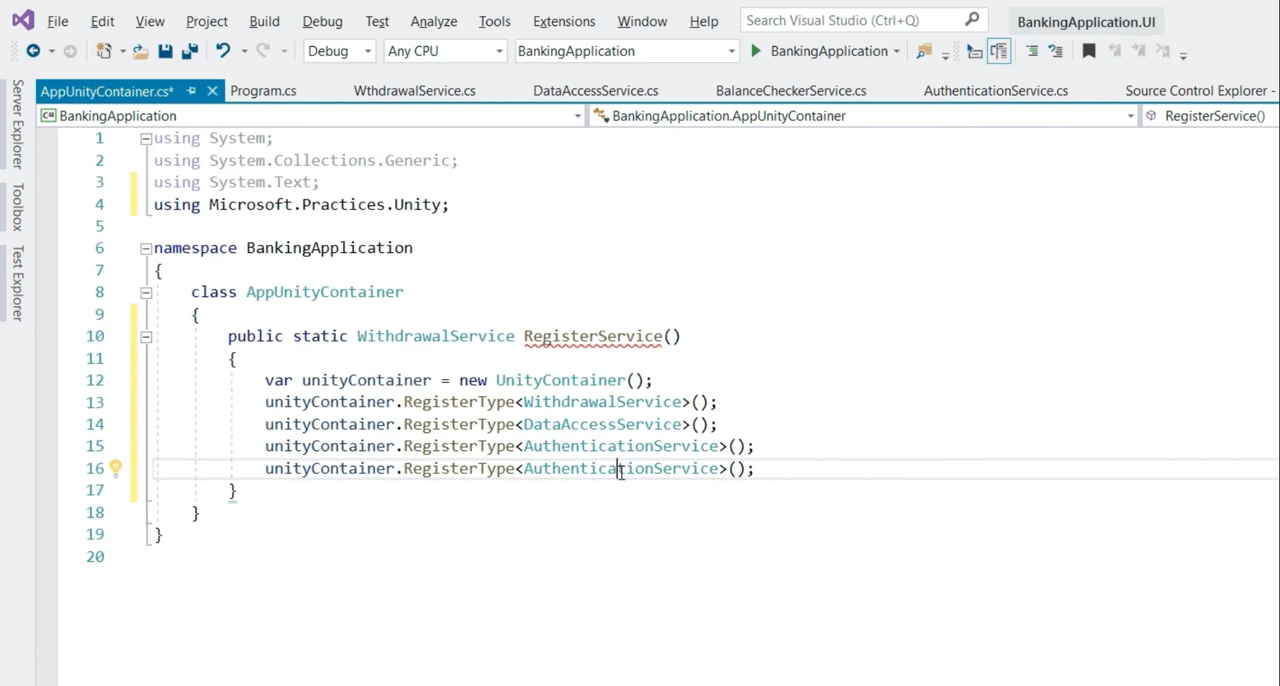 File Edit View Project Build Debug Test Analyze Tools Extensions Window Help Search Visual Studio (Ctrl+Q) BankingApplication.UI
Debug Any CPU BankingApplication BankingApplication
AppUnityContainer.cs* Program.cs WthdrawalService.cs DataAccessService.cs BalanceCheckerService.cs AuthenticationService.cs Source Control Explorer -
C# BankingApplication BankingApplication.AppUnityContainer RegisterService()
Server Explorer
Toolbox
Test Explorer
1 using System;
2 using System.Collections.Generic;
3 using System.Text;
4 using Microsoft.Practices.Unity;
5
6 namespace BankingApplication
7 {
8 class AppUnityContainer
9 {
10 public static WithdrawalService RegisterService()
11 {
12 var unityContainer = new UnityContainer();
13 unityContainer.RegisterType<WithdrawalService>();
14 unityContainer.RegisterType<DataAccessService>();
15 unityContainer.RegisterType<AuthenticationService>();
16 unityContainer.RegisterType<AuthenticationService>();
17 }
18 }
19 }
20